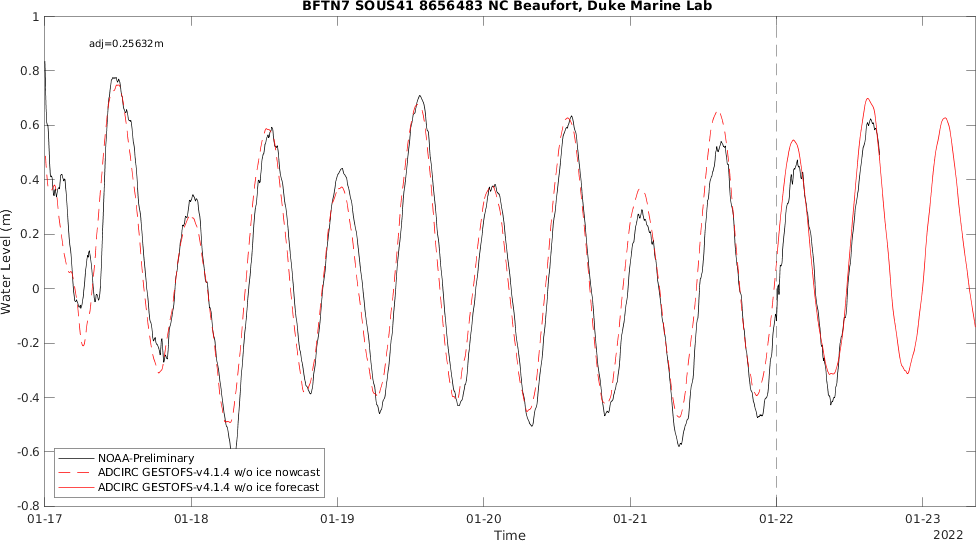 BFTN7 SOUS41 8656483 NC Beaufort, Duke Marine Lab
adj=0.25632m
1
0.8
0.6
0.4
0.2
0
-0.2
-0.4
-0.6
-0.8
Water Level (m)
NOAA-Preliminary
ADCIRC GESTOFS-v4.1.4 w/o ice nowcast
ADCIRC GESTOFS-v4.1.4 w/o ice forecast
01-17 01-18 01-19 01-20 01-21 01-22 01-23
Time
2022